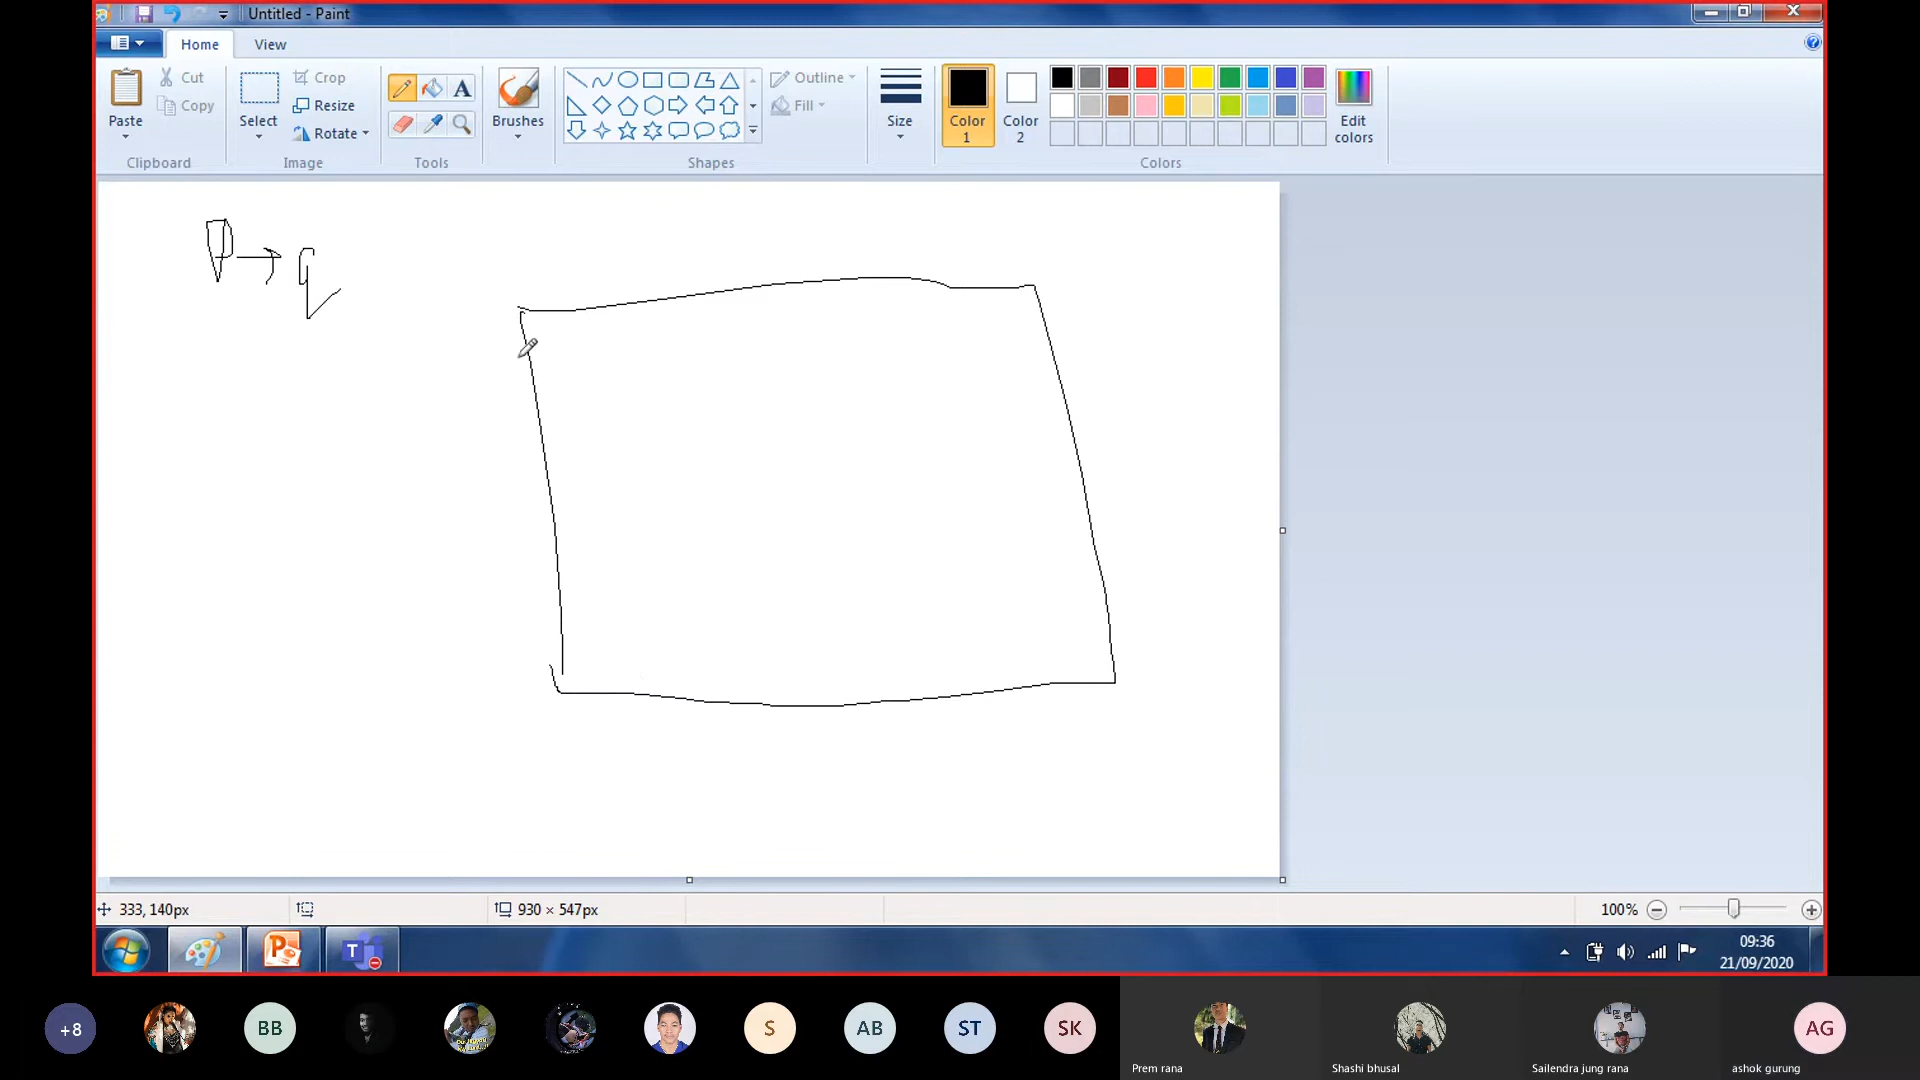 Untitled - Paint
Home View
Paste
Cut
Copy
Clipboard
Select
Crop
Resize
Rotate
Image
A
Tools
Brushes
Outline
Fill
Shapes
Size
Color 1
Color 2
Edit colors
Colors
P → q
333, 140px
930 × 547px
100%
P
T
09:36
21/09/2020
+8
BB
S
AB
ST
SK
AG
Prem rana
Shashi bhusal
Sailendra jung rana
ashok gurung